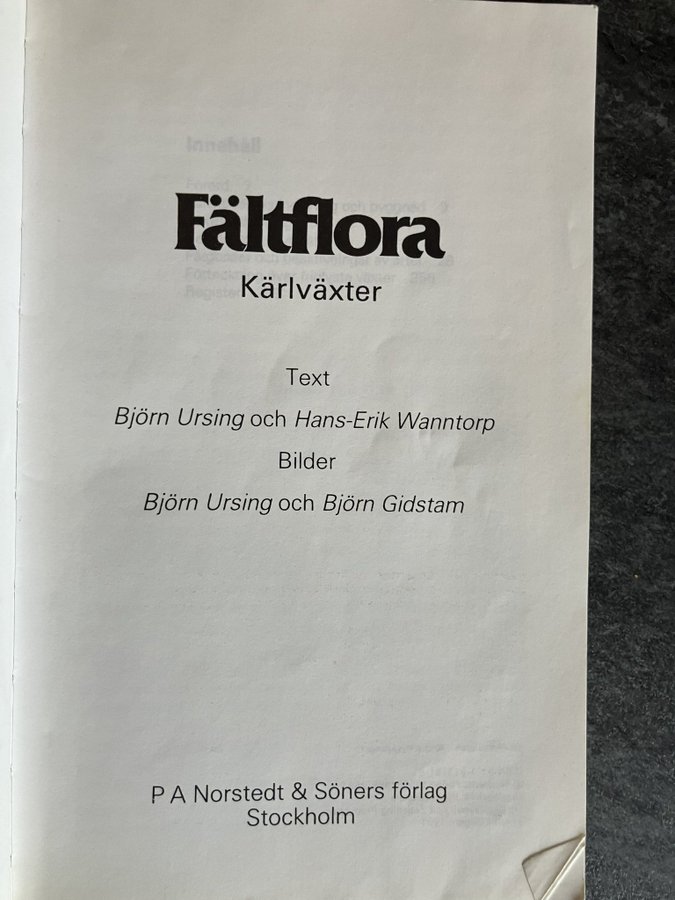 Fältflora
Kärlväxter
Text
Björn Ursing och Hans-Erik Wanntorp
Bilder
Björn Ursing och Björn Gidstam
P A Norstedt & Söners förlag
Stockholm